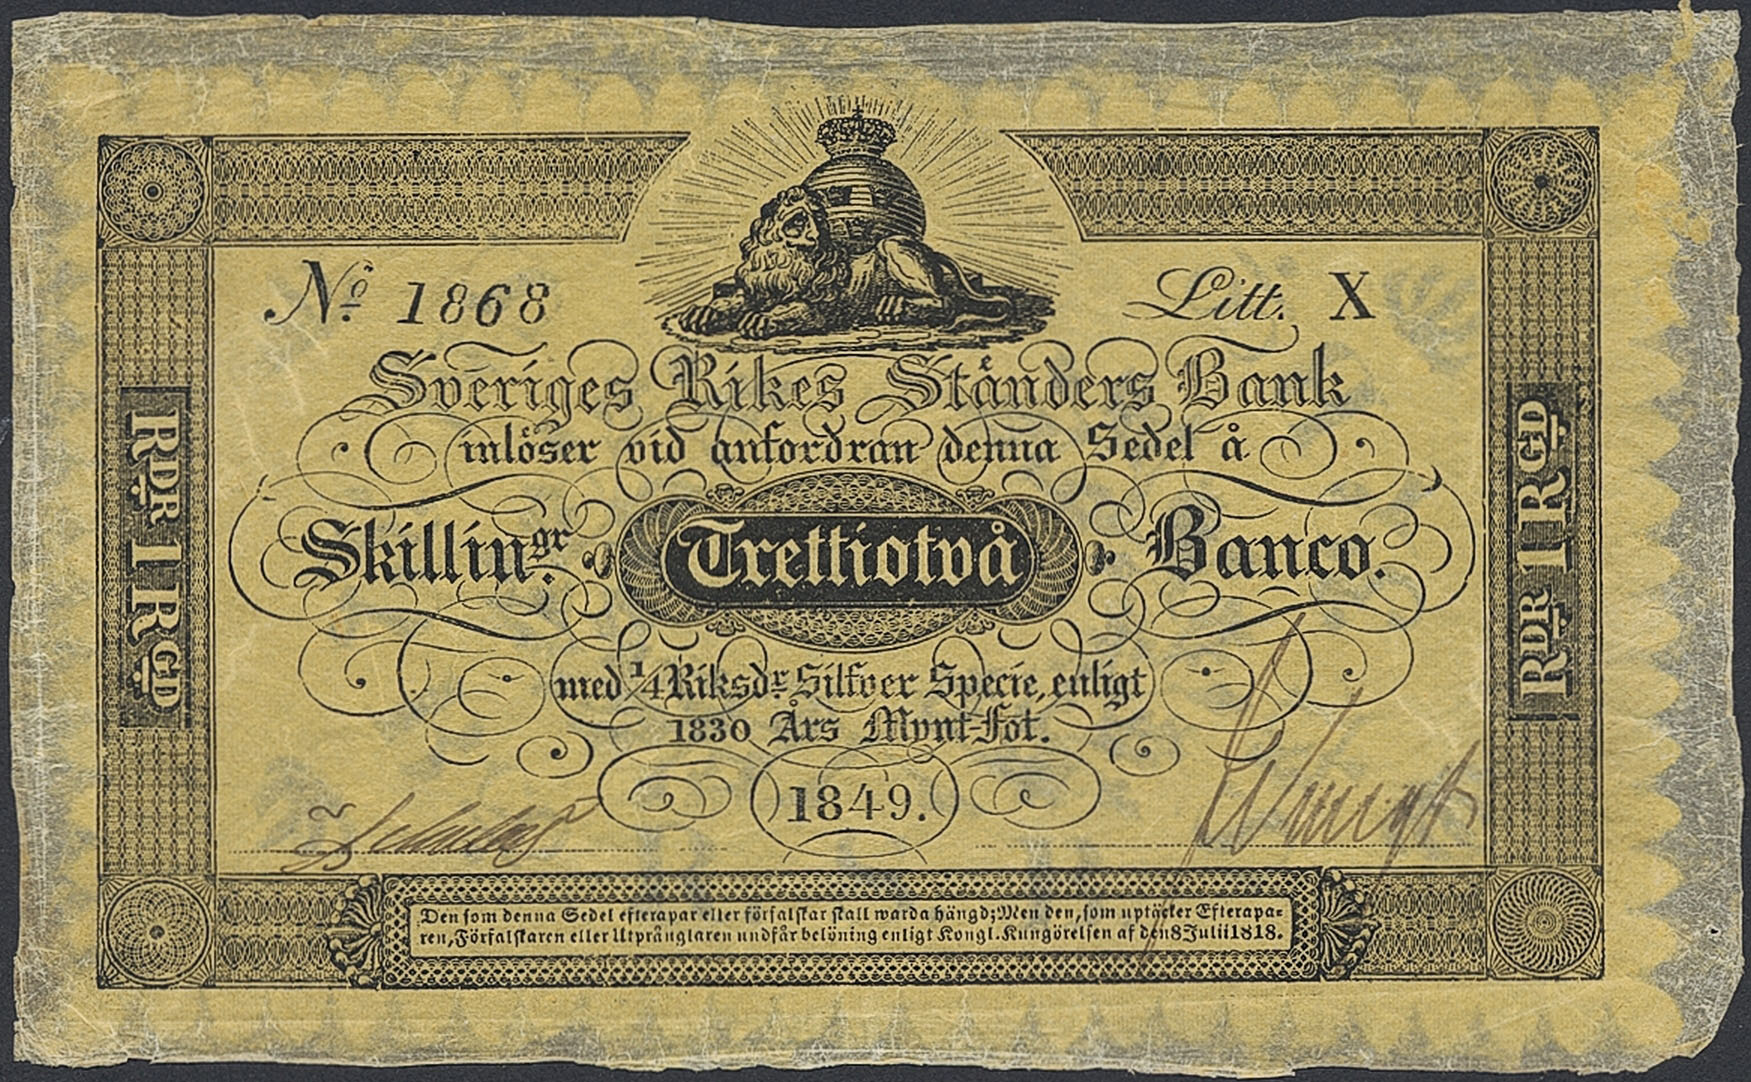 No. 1868
Litt. X
Sveriges Rikes Ständers Bank
inlöser vid anfordran denna Sedel å
Skillin:gr Trettiotvå Banco.
med 1/4 Riksdr Silfver Specie, enligt
1830 Års Mynt-Fot.
1849.
RDR 1 RGD
RDR 1 RGD
Den som denna Sedel efterapar eller förfalskar skall warda hängd; Men den, som uptäcker Efterapa=
ren, Förfalskaren eller Utprånglaren undfår belöning enligt Kongl. Kungörelsen af den 8 Julii 1818.